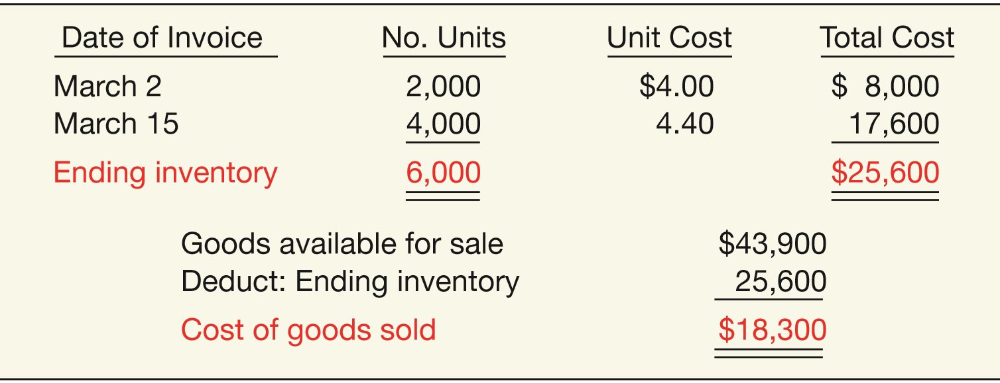 Date of Invoice No. Units Unit Cost Total Cost
March 2 2,000 $4.00 $ 8,000
March 15 4,000 4.40 17,600
Ending inventory 6,000 $25,600
Goods available for sale $43,900
Deduct: Ending inventory 25,600
Cost of goods sold $18,300